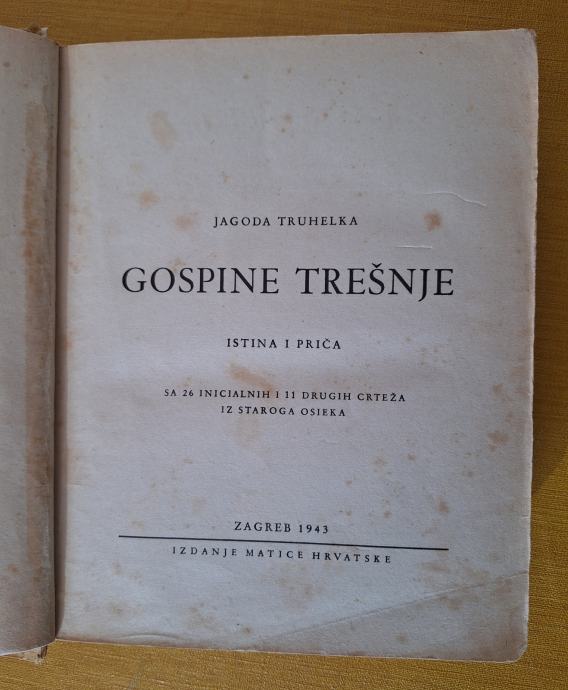 JAGODA TRUHELKA
GOSPINE TREŠNJE
ISTINA I PRIČA
SA 26 INICIALNIH I 11 DRUGIH CRTEŽA
IZ STAROGA OSIEKA
ZAGREB 1943
IZDANJE MATICE HRVATSKE